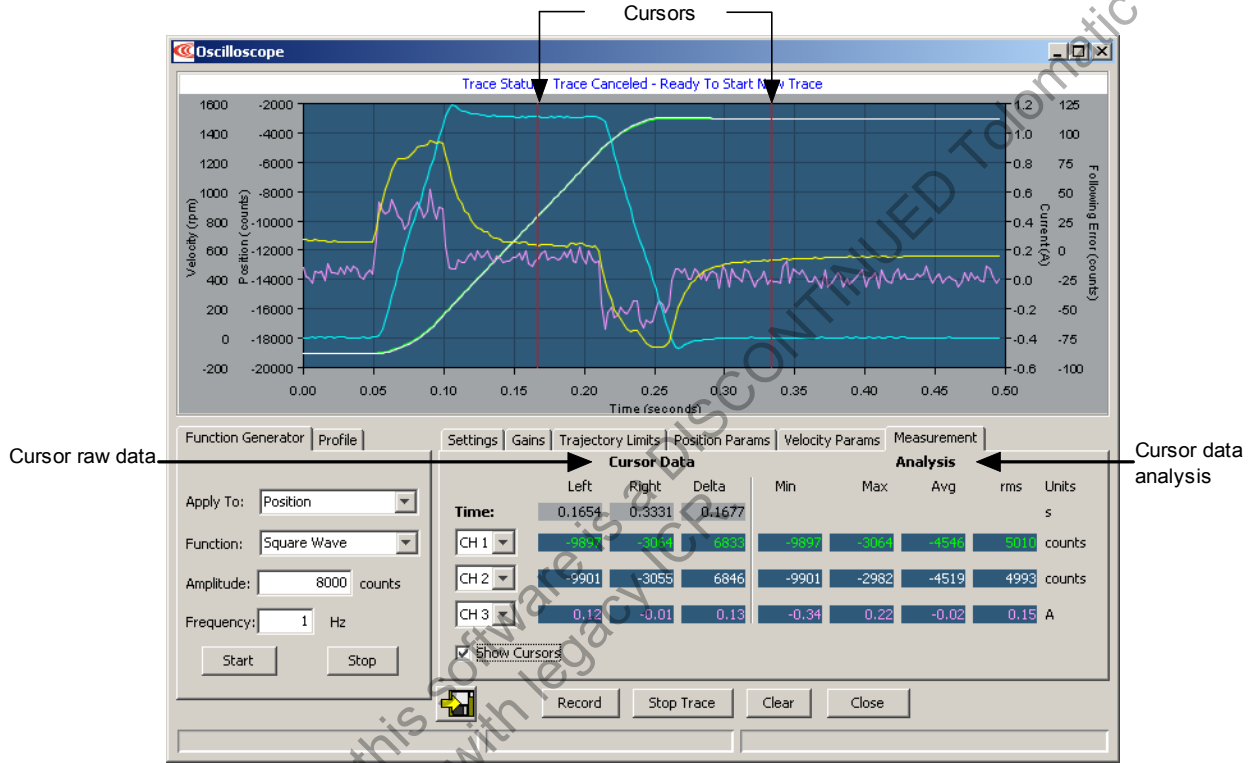 Cursors
Oscilloscope
Trace Status: Trace Canceled - Ready To Start New Trace
1600 -2000 1.2 125
1400 -4000 1.0 100
1200 -6000 0.8 75
1000 -8000 0.6 50
800 -10000 0.4 25
600 -12000 0.2 0
400 -14000 0.0 -25
200 -16000 -0.2 -50
0 -18000 -0.4 -75
-200 -20000 -0.6 -100
Velocity (rpm)
Position (counts)
Current (A)
Following Error (counts)
0.00 0.05 0.10 0.15 0.20 0.25 0.30 0.35 0.40 0.45 0.50
Time (seconds)
Function Generator Profile
Settings Gains Trajectory Limits Position Params Velocity Params Measurement
Cursor raw data
Cursor Data Analysis
Cursor data
analysis
Left Right Delta Min Max Avg rms Units
Apply To: Position
Time: 0.1654 0.3331 0.1677 s
Function: Square Wave
CH 1 -9897 -3064 6833 -9897 -3064 -4546 5010 counts
Amplitude: 8000 counts
CH 2 -9901 -3055 6846 -9901 -2982 -4519 4993 counts
Frequency: 1 Hz
CH 3 0.12 -0.01 0.13 -0.34 0.22 -0.02 0.15 A
Start Stop
Show Cursors
Record Stop Trace Clear Close
this software is a DISCONTINUED Tolomatic
with legacy ICR